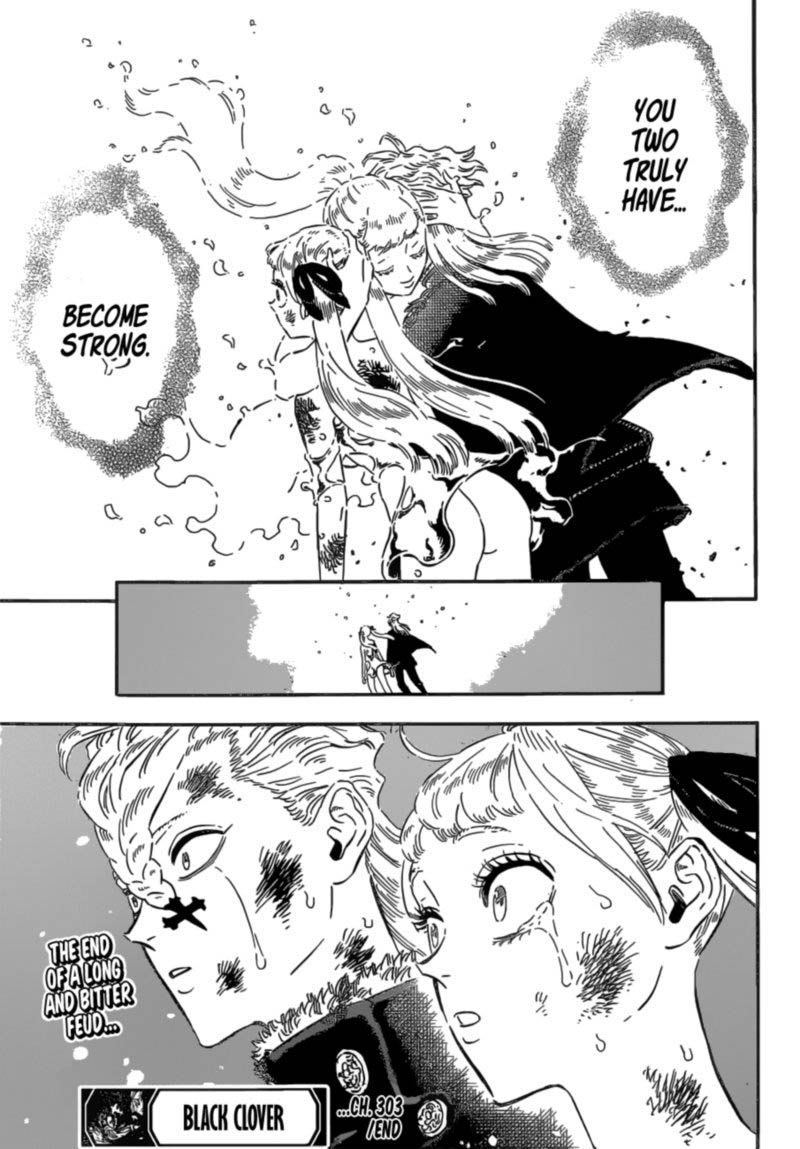 YOU
TWO
TRULY
HAVE...
BECOME
STRONG.
THE END
OF A LONG
AND BITTER
FEUD...
BLACK CLOVER
...CH. 303
/END